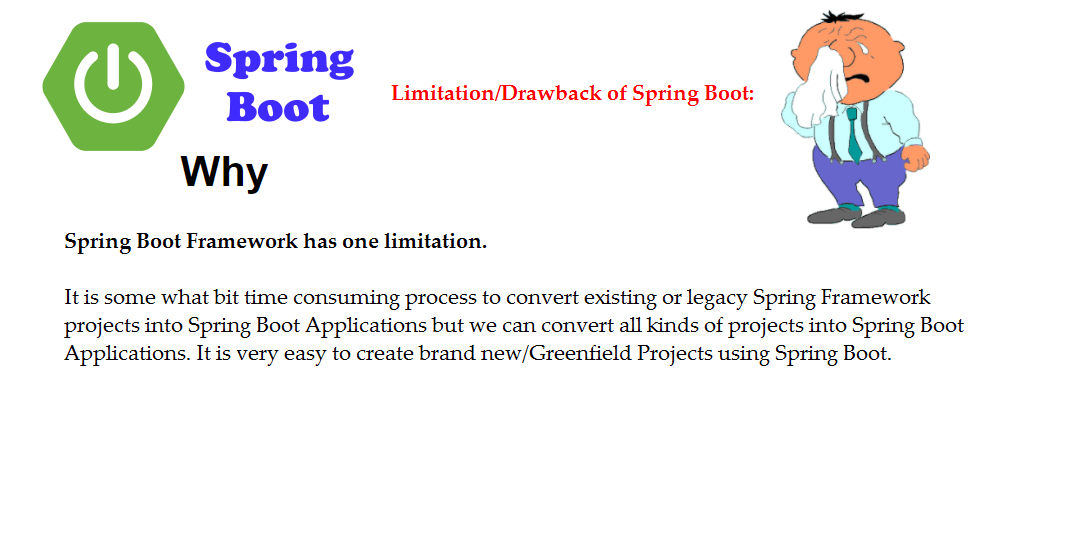 Spring
Boot
Limitation/Drawback of Spring Boot:
Why
Spring Boot Framework has one limitation.
It is some what bit time consuming process to convert existing or legacy Spring Framework
projects into Spring Boot Applications but we can convert all kinds of projects into Spring Boot
Applications. It is very easy to create brand new/Greenfield Projects using Spring Boot.